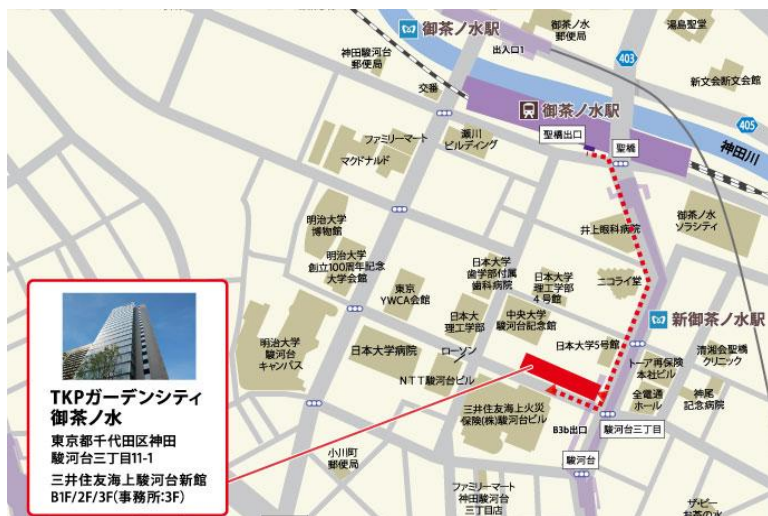 御茶ノ水駅
御茶ノ水
郵便局
湯島聖堂
出入口1
神田駿河台
郵便局
403
新文会断文会館
交番
御茶ノ水駅
405
聖橋出口
聖橋
神田川
ファミリーマート
瀬川
ビルディング
マクドナルド
明治大学
博物館
井上眼科病院
御茶ノ水
ソラシティ
明治大学
創立100周年記念
大学会館
日本大学
歯学部付属
歯科病院
日本大学
理工学部
4号館
ニコライ堂
東京
YWCA会館
日本大
理工学部
中央大学
駿河台記念館
新御茶ノ水駅
明治大学
駿河台
キャンパス
日本大学病院
ローソン
日本大学5号館
トーア再保険
本社ビル
清湘会聖橋
クリニック
NTT駿河台ビル
全電通
ホール
神尾
記念病院
三井住友海上火災
保険(株)駿河台ビル
B3b出口
駿河台三丁目
小川町
郵便局
駿河台
ファミリーマート
神田駿河台
三丁目店
ザ・ビー
お茶の水
TKPガーデンシティ
御茶ノ水
東京都千代田区神田
駿河台三丁目11-1
三井住友海上駿河台新館
B1F/2F/3F(事務所:3F)